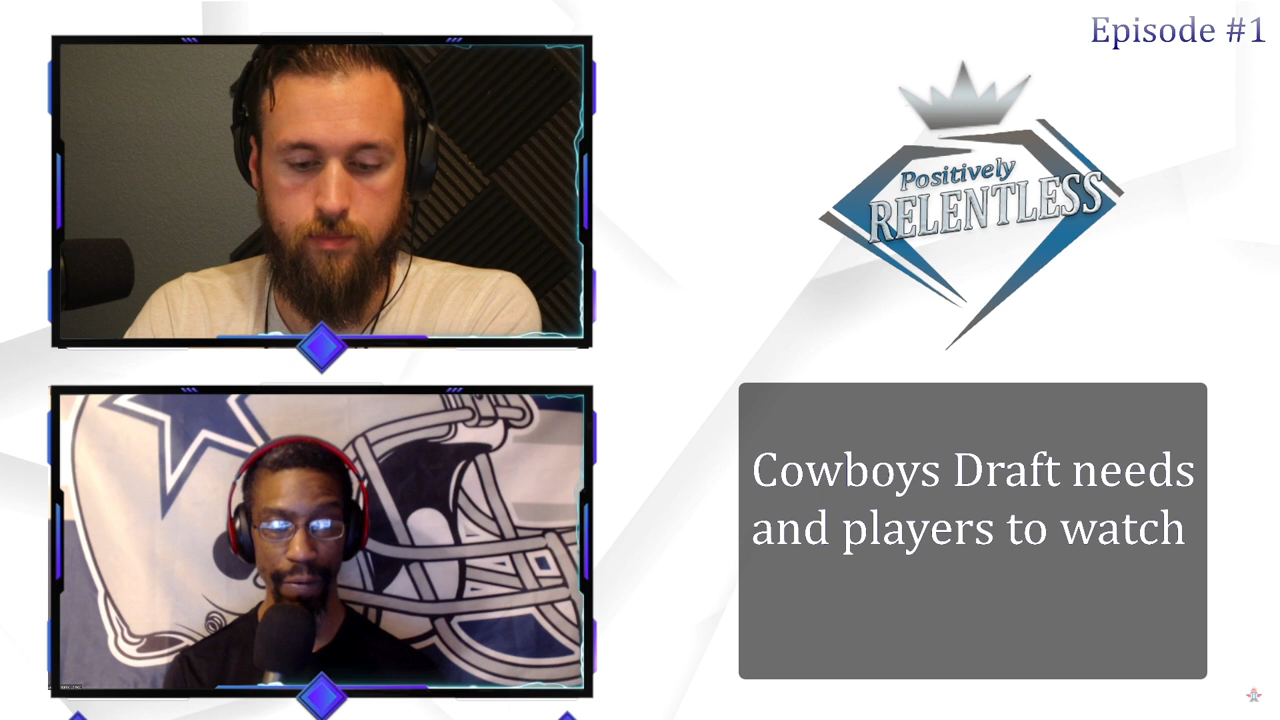 Episode #1
Positively
RELENTLESS
Cowboys Draft needs
and players to watch